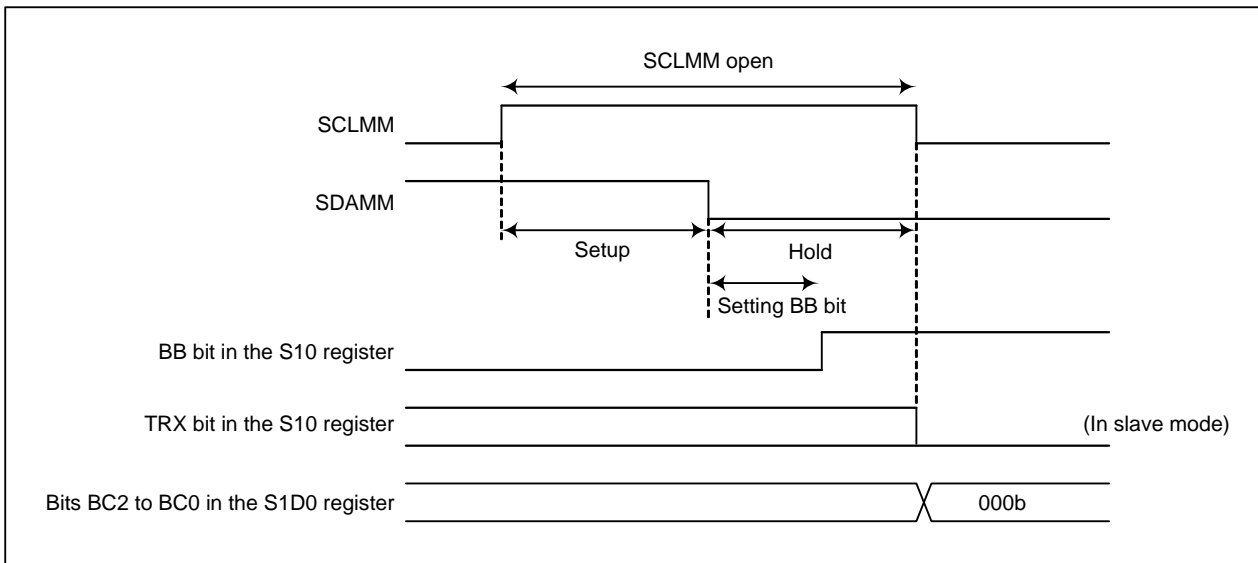 SCLMM open
SCLMM
SDAMM
Setup
Hold
Setting BB bit
BB bit in the S10 register
TRX bit in the S10 register
(In slave mode)
Bits BC2 to BC0 in the S1D0 register
000b